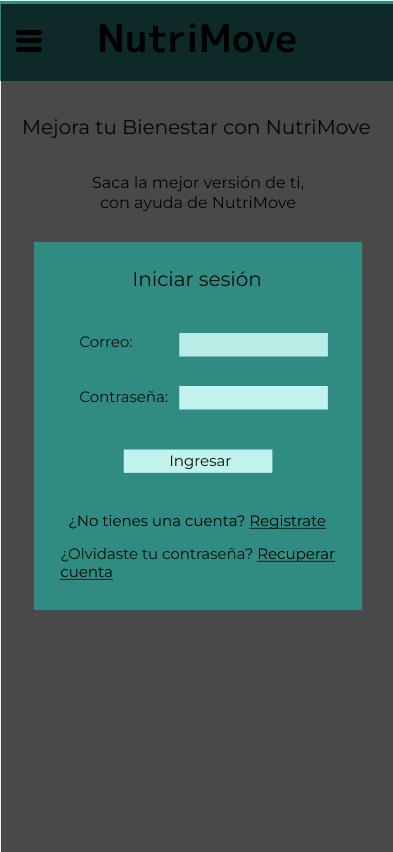 NutriMove
Mejora tu Bienestar con NutriMove
Saca la mejor versión de ti,
con ayuda de NutriMove
Iniciar sesión
Correo:
Contraseña:
Ingresar
¿No tienes una cuenta? Registrate
¿Olvidaste tu contraseña? Recuperar
cuenta